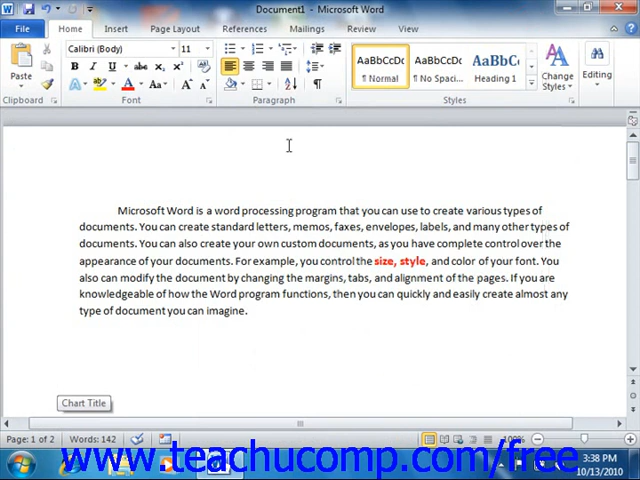 Document1 - Microsoft Word
File Home Insert Page Layout References Mailings Review View
Calibri (Body) 11
AaBbCcDc AaBbCcDc AaBbC
Paste ¶ Normal ¶ No Spaci... Heading 1 Change Styles Editing
Clipboard Font Paragraph Styles
Microsoft Word is a word processing program that you can use to create various types of
documents. You can create standard letters, memos, faxes, envelopes, labels, and many other types of
documents. You can also create your own custom documents, as you have complete control over the
appearance of your documents. For example, you control the size, style, and color of your font. You
also can modify the document by changing the margins, tabs, and alignment of the pages. If you are
knowledgeable of how the Word program functions, then you can quickly and easily create almost any
type of document you can imagine.
Chart Title
Page: 1 of 2 Words: 142 100%
www.teachucomp.com/free
3:38 PM
10/13/2010